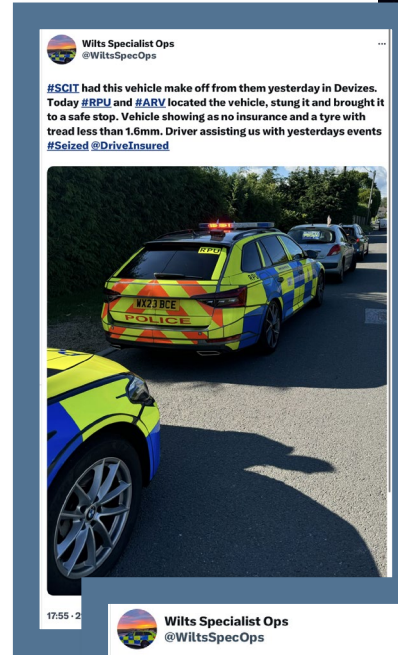 Wilts Specialist Ops
@WiltsSpecOps
#SCIT had this vehicle make off from them yesterday in Devizes.
Today #RPU and #ARV located the vehicle, stung it and brought it
to a safe stop. Vehicle showing as no insurance and a tyre with
tread less than 1.6mm. Driver assisting us with yesterdays events
#Seized @DriveInsured
RPU
WX23 BCE
POLICE
17:55 · 2
Wilts Specialist Ops
@WiltsSpecOps